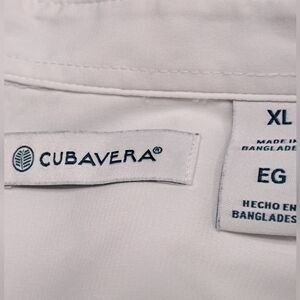 CUBAVERA®
XL
MADE IN
BANGLADE
EG
HECHO EN
BANGLADES